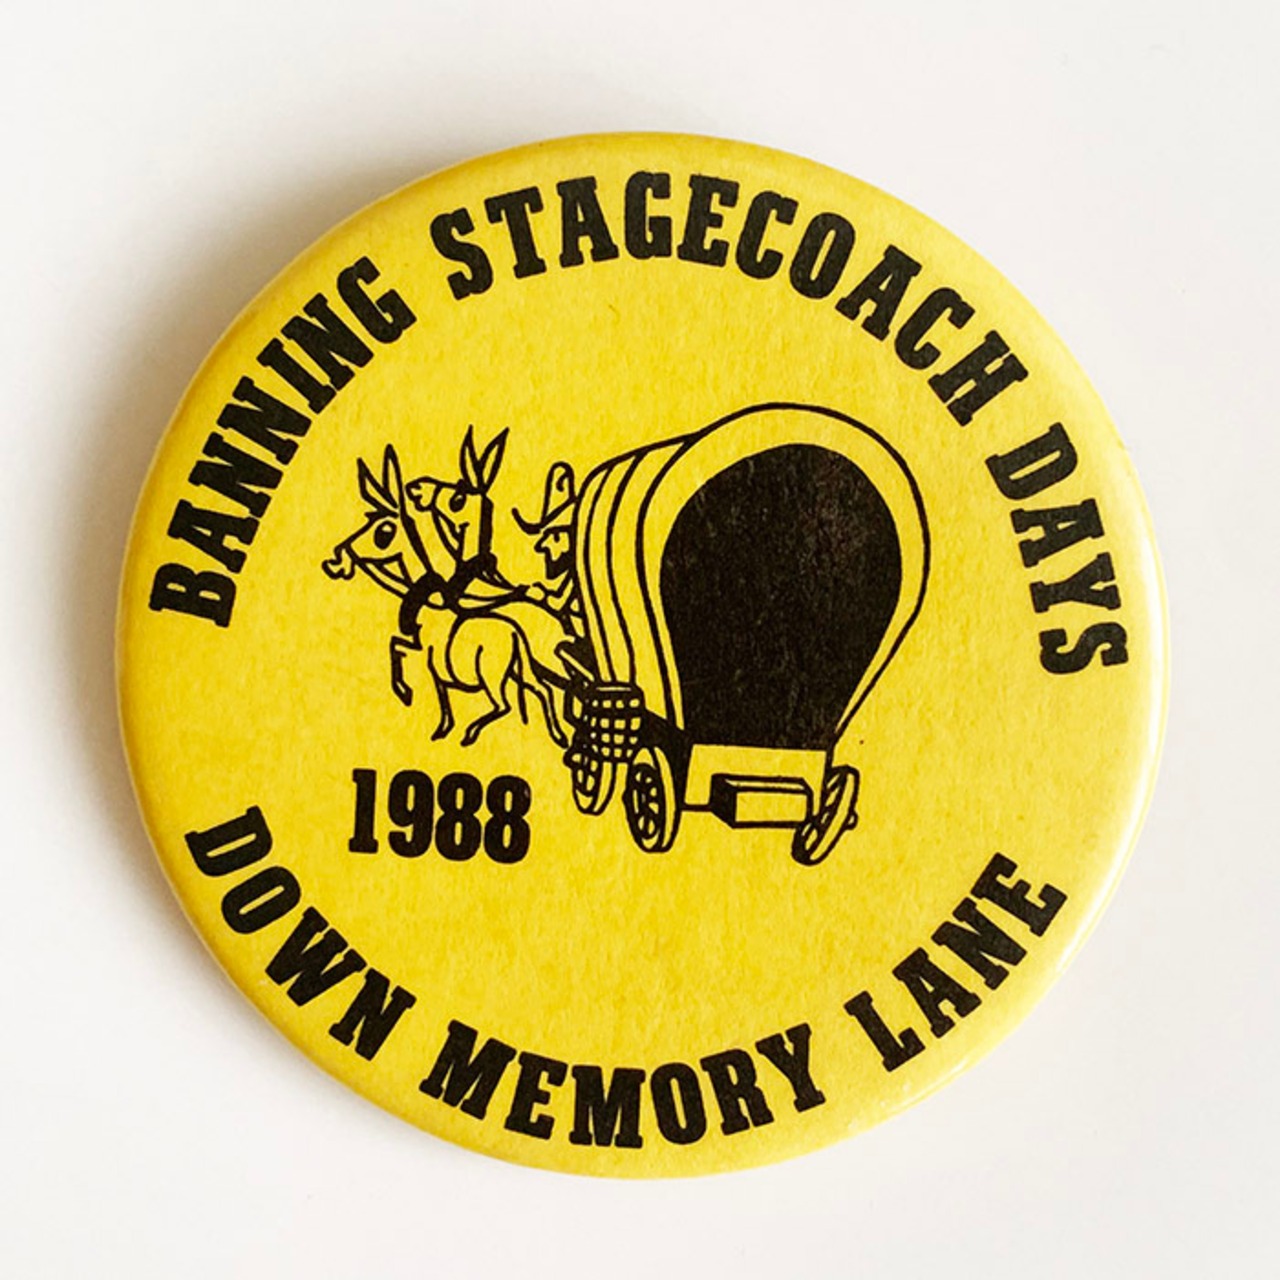 BANNING STAGECOACH DAYS
1988
DOWN MEMORY LANE